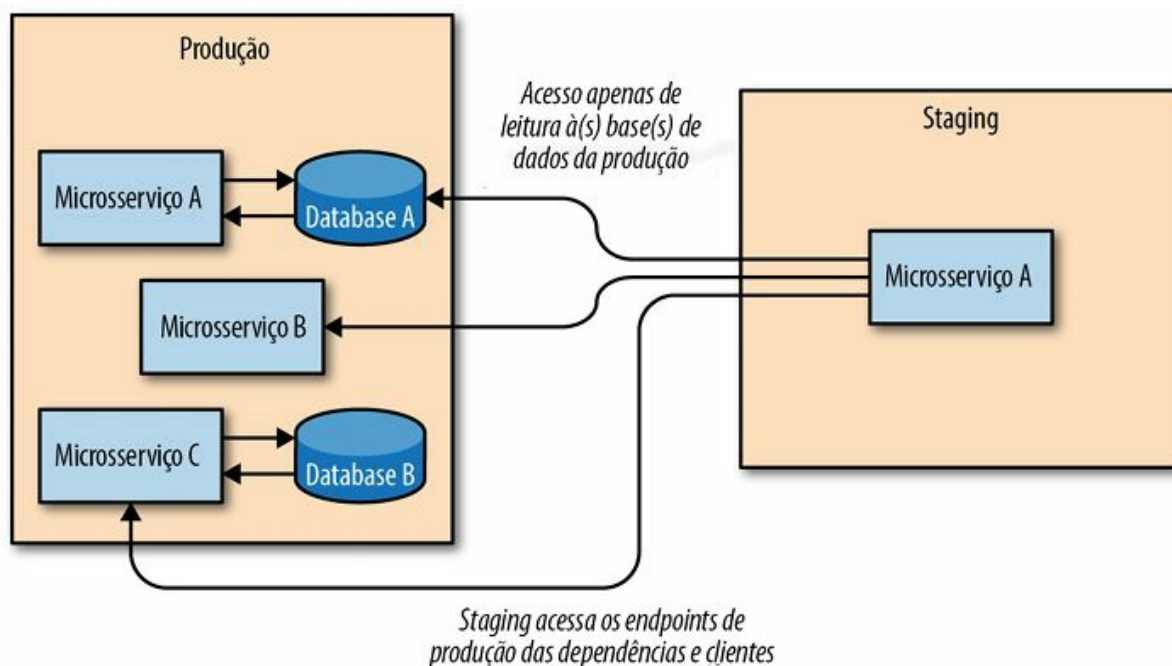 Produção
Acesso apenas de
leitura à(s) base(s) de
dados da produção
Staging
Microsserviço A
Database A
Microsserviço A
Microsserviço B
Microsserviço C
Database B
Staging acessa os endpoints de
produção das dependências e clientes